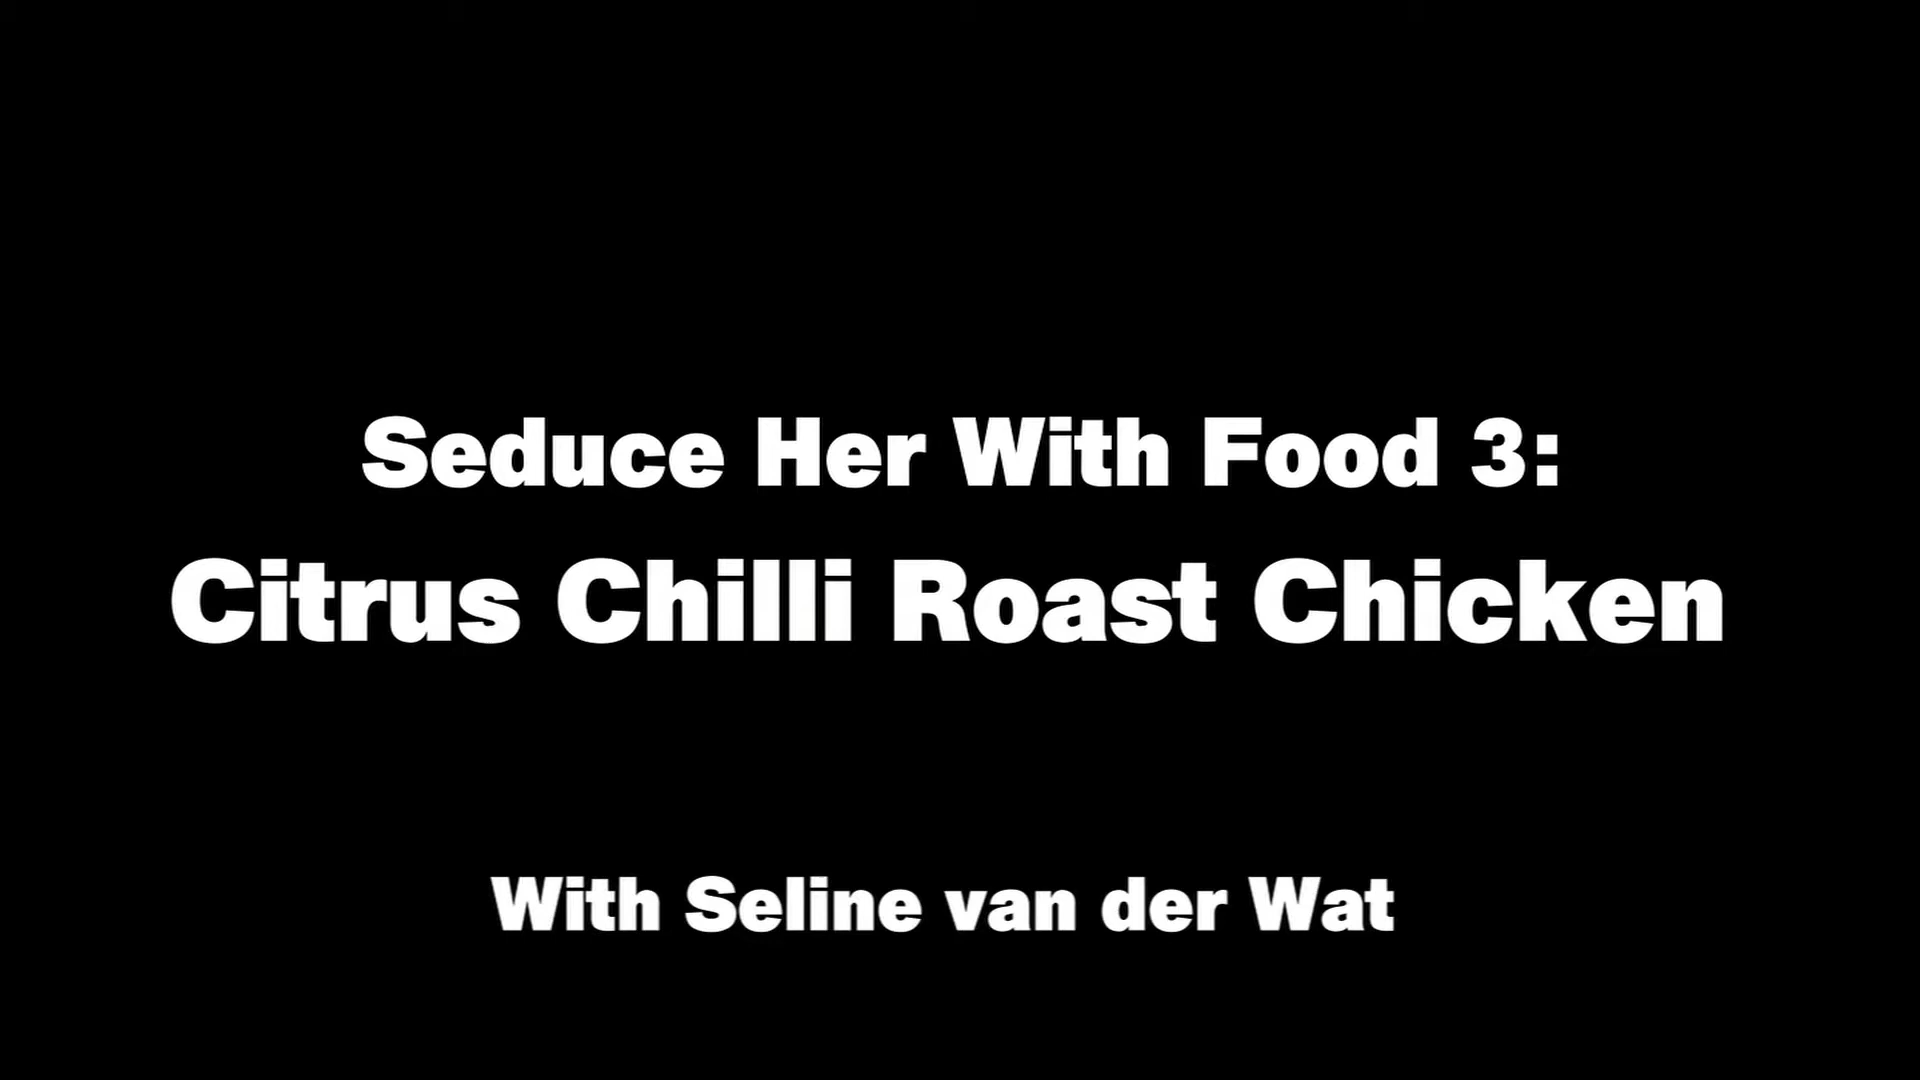 Seduce Her With Food 3:
Citrus Chilli Roast Chicken
With Seline van der Wat